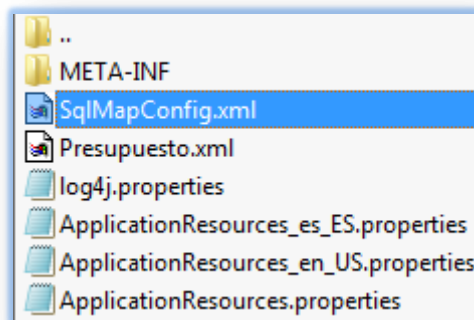 ..
META-INF
SqlMapConfig.xml
Presupuesto.xml
log4j.properties
ApplicationResources_es_ES.properties
ApplicationResources_en_US.properties
ApplicationResources.properties